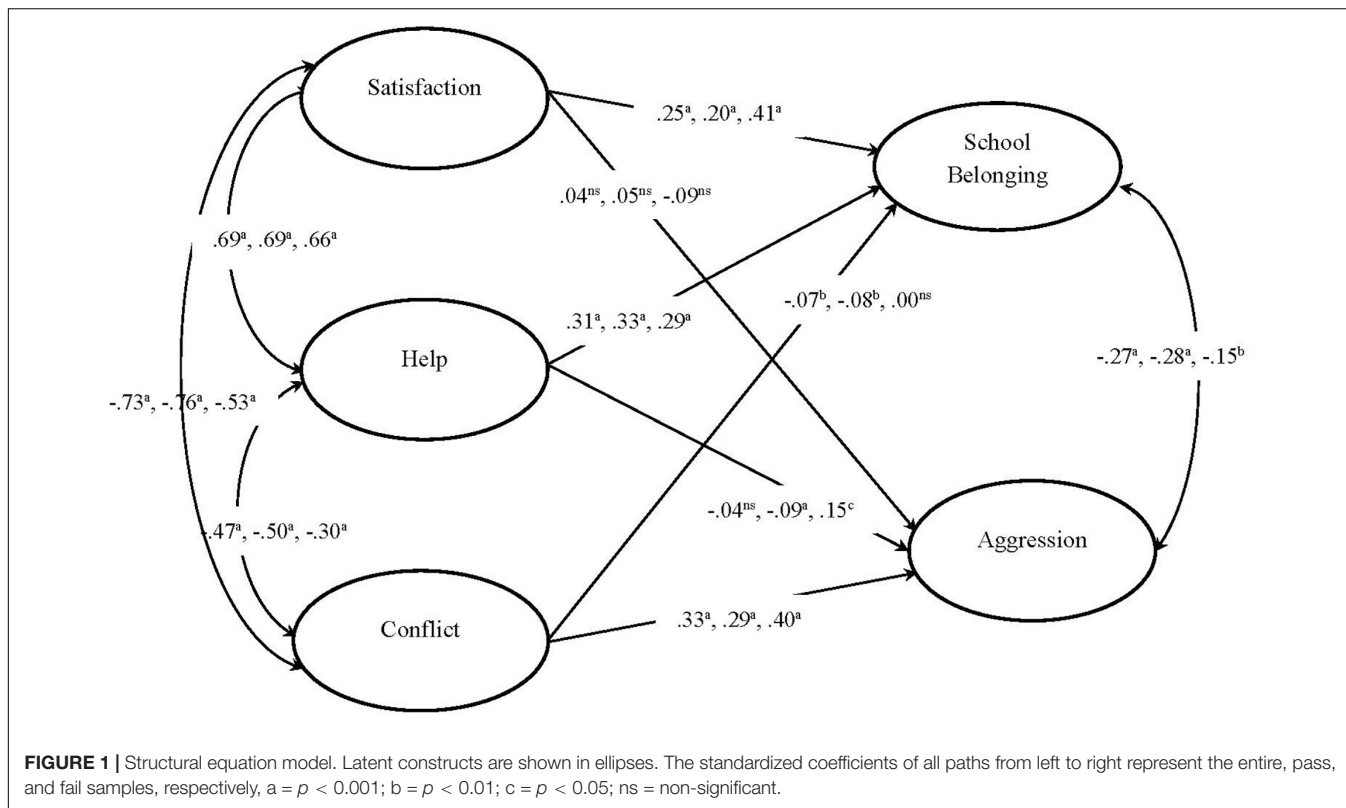 Satisfaction
.25ᵃ, .20ᵃ, .41ᵃ
School
Belonging
.04ⁿˢ, .05ⁿˢ, -.09ⁿˢ
.69ᵃ, .69ᵃ, .66ᵃ
-.07ᵇ, -.08ᵇ, .00ⁿˢ
.31ᵃ, .33ᵃ, .29ᵃ
Help
-.27ᵃ, -.28ᵃ, -.15ᵇ
-.73ᵃ, -.76ᵃ, -.53ᵃ
-.04ⁿˢ, -.09ᵃ, .15ᶜ
-.47ᵃ, -.50ᵃ, -.30ᵃ
Aggression
.33ᵃ, .29ᵃ, .40ᵃ
Conflict
FIGURE 1 | Structural equation model. Latent constructs are shown in ellipses. The standardized coefficients of all paths from left to right represent the entire, pass,
and fail samples, respectively, a = p < 0.001; b = p < 0.01; c = p < 0.05; ns = non-significant.